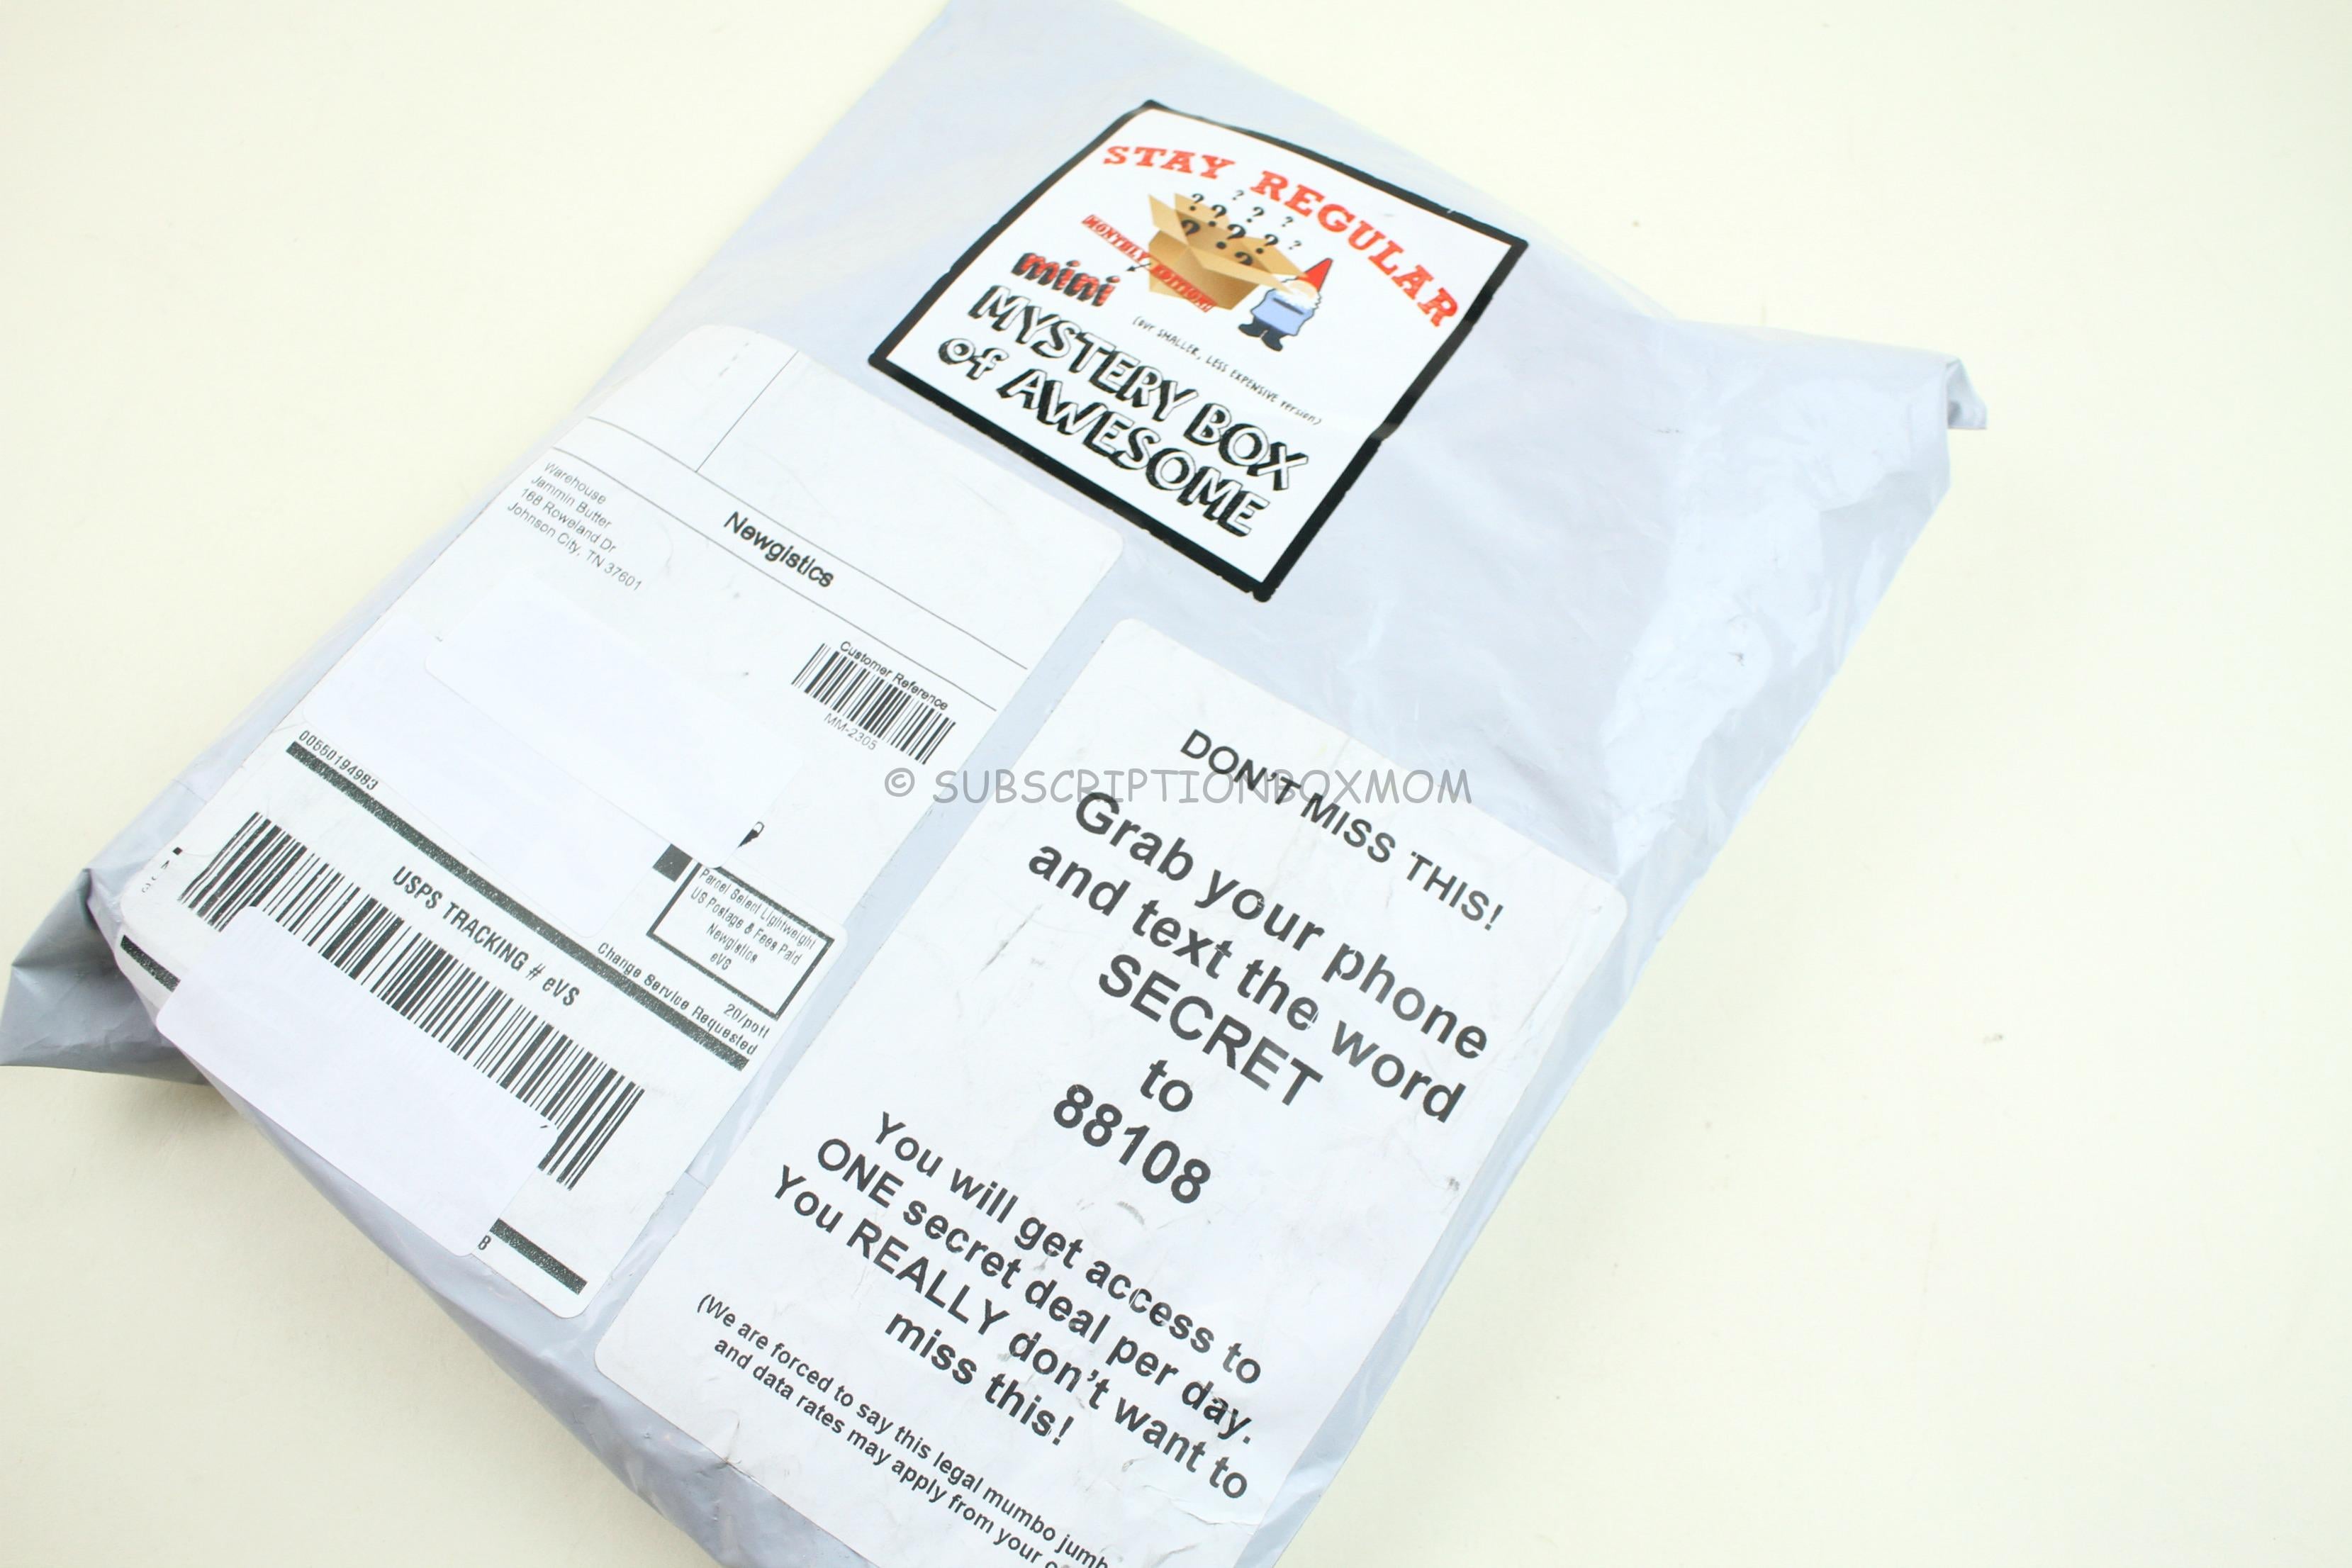 STAY REGULAR
? ? ? ? ? ? ? ? ? ? ?
MONTHLY EDITION!
mini
(OUR SMALLER, LESS EXPENSIVE version)
MYSTERY BOX
of AWESOME
Newgistics
Warehouse
Jammin Butter
168 Roweland Dr
Johnson City, TN 37601
Customer Reference
MM-2305
00550194983
Parcel Select Lightweight
US Postage & Fees Paid
Newgistics
eVS
20/pott
Change Service Requested
USPS TRACKING # eVS
B
© SUBSCRIPTIONBOXMOM
DON'T MISS THIS!
Grab your phone
and text the word
SECRET
to
88108
You will get access to
ONE secret deal per day.
You REALLY don't want to
miss this!
(We are forced to say this legal mumbo
and data rates may apply from your